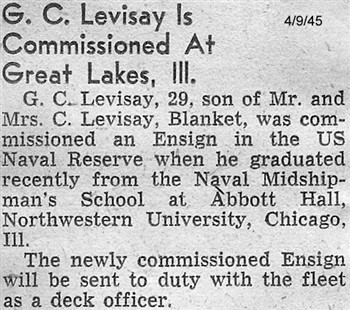 G. C. Levisay Is
4/9/45
Commissioned At
Great Lakes, Ill.
G. C. Levisay, 29, son of Mr. and
Mrs. C. Levisay, Blanket, was com-
missioned an Ensign in the US
Naval Reserve when he graduated
recently from the Naval Midship-
man's School at Abbott Hall,
Northwestern University, Chicago,
Ill.
The newly commissioned Ensign
will be sent to duty with the fleet
as a deck officer.